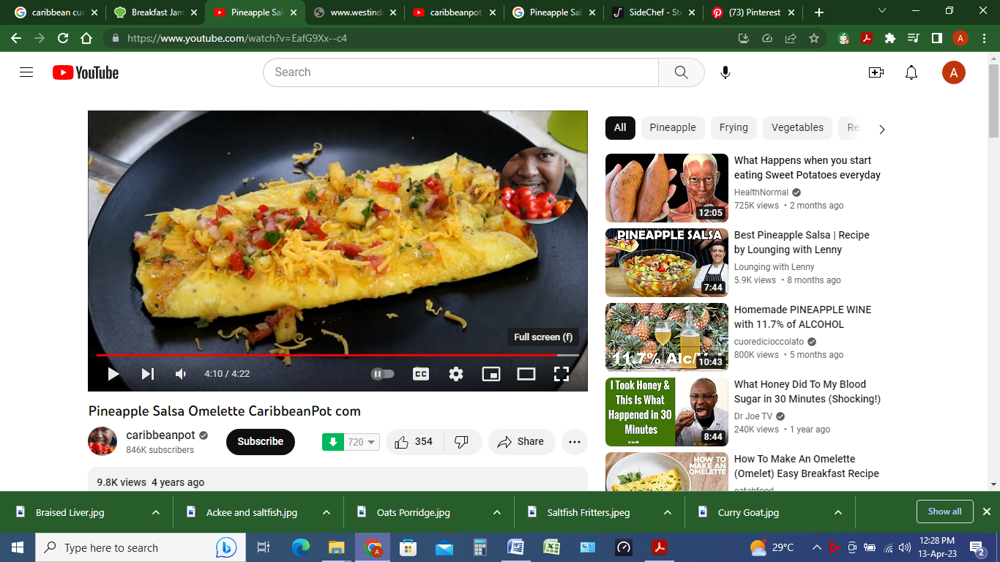 caribbean cur
Breakfast Jam
Pineapple Sal
www.westindi
caribbeanpot
Pineapple Sal
SideChef - Ste
(73) Pinterest
https://www.youtube.com/watch?v=EafG9Xx--c4
A
YouTube
Search
A
Full screen (f)
4:10 / 4:22
CC
Pineapple Salsa Omelette CaribbeanPot com
caribbeanpot
846K subscribers
Subscribe
720
354
Share
9.8K views 4 years ago
All
Pineapple
Frying
Vegetables
Re
What Happens when you start
eating Sweet Potatoes everyday
HealthNormal
725K views • 2 months ago
12:05
PINEAPPLE SALSA
7:44
Best Pineapple Salsa | Recipe
by Lounging with Lenny
Lounging with Lenny
5.9K views • 8 months ago
11.7% Alc/
10:43
Homemade PINEAPPLE WINE
with 11.7% of ALCOHOL
cuoredicioccolato
800K views • 5 months ago
I Took Honey &
This Is What
Happened in 30
Minutes
Dr Joe MD
8:44
What Honey Did To My Blood
Sugar in 30 Minutes (Shocking!)
Dr Joe TV
240K views • 1 year ago
HOW TO
MAKE AN
OMELETTE
How To Make An Omelette
(Omelet) Easy Breakfast Recipe
Braised Liver.jpg
Ackee and saltfish.jpg
Oats Porridge.jpg
Saltfish Fritters.jpeg
Curry Goat.jpg
Show all
Type here to search
29°C
12:28 PM
13-Apr-23
2